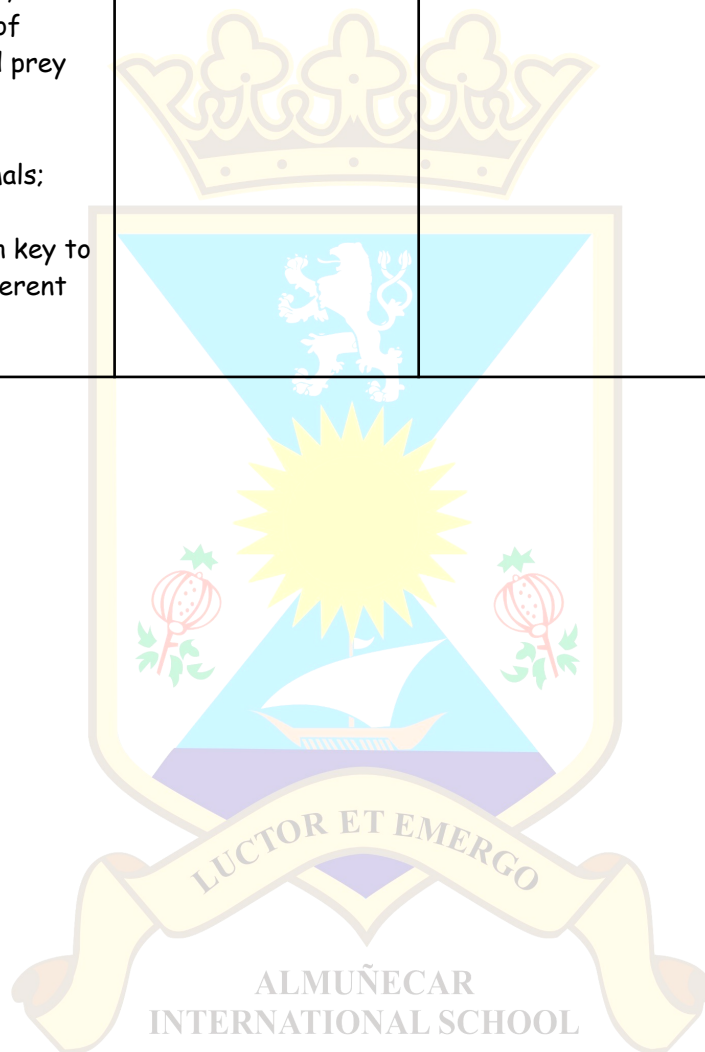 of
prey
als;
key to
erent
LUCTOR ET EMERGO
ALMUÑECAR
INTERNATIONAL SCHOOL